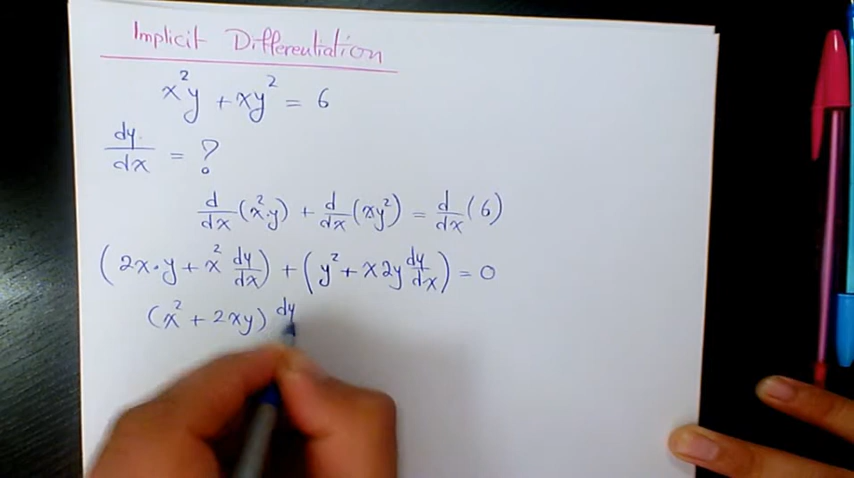 Implicit Differentiation
x²y + xy² = 6
dy/dx = ?
d/dx (x²·y) + d/dx (xy²) = d/dx (6)
(2x·y + x² dy/dx) + (y² + x2y dy/dx) = 0
(x² + 2xy) dy